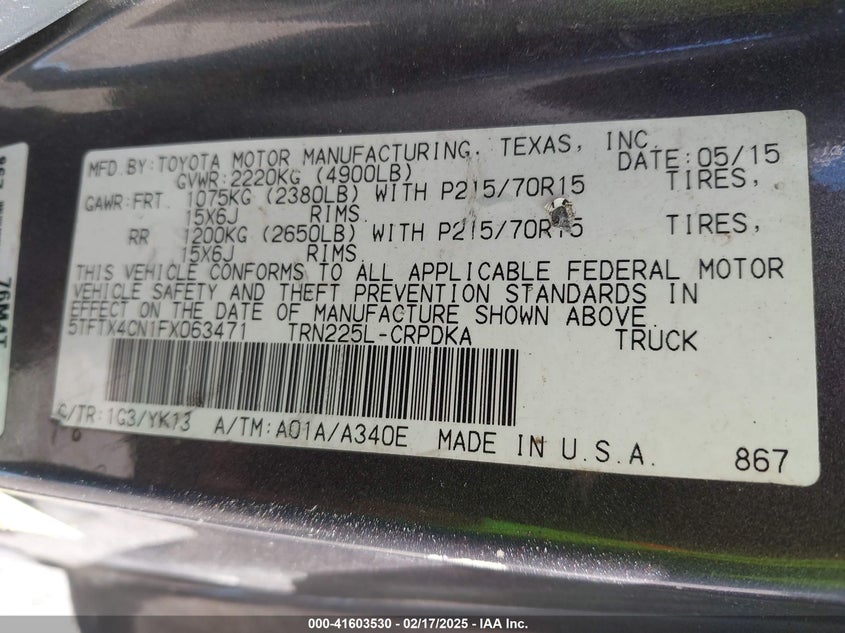 MFD.BY:TOYOTA MOTOR MANUFACTURING, TEXAS, INC.
GVWR:2220KG (4900LB) DATE:05/15
GAWR:FRT. 1075KG (2380LB) WITH P215/70R15 TIRES,
15X6J RIMS.
RR 1200KG (2650LB) WITH P215/70R15 TIRES,
15X6J RIMS.
THIS VEHICLE CONFORMS TO ALL APPLICABLE FEDERAL MOTOR
VEHICLE SAFETY AND THEFT PREVENTION STANDARDS IN
EFFECT ON THE DATE OF MANUFACTURE SHOWN ABOVE.
5TFTX4CN1FX063471 TRN225L-CRPDKA TRUCK
C/TR:1G3/YK13 A/TM:A01A/A340E MADE IN U.S.A.
867
76M4T
000-41603530 - 02/17/2025 - IAA Inc.